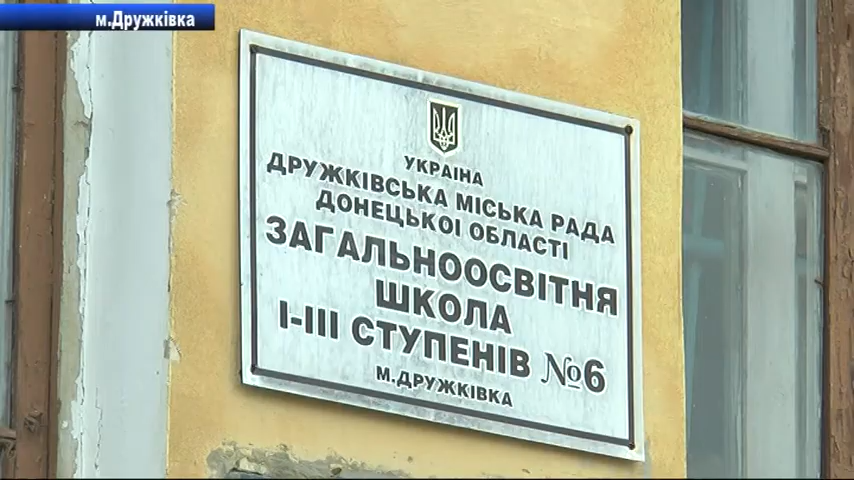 м.Дружківка
УКРАЇНА
ДРУЖКІВСЬКА МІСЬКА РАДА
ДОНЕЦЬКОЇ ОБЛАСТІ
ЗАГАЛЬНООСВІТНЯ
ШКОЛА
І-ІІІ СТУПЕНІВ №6
М.ДРУЖКІВКА